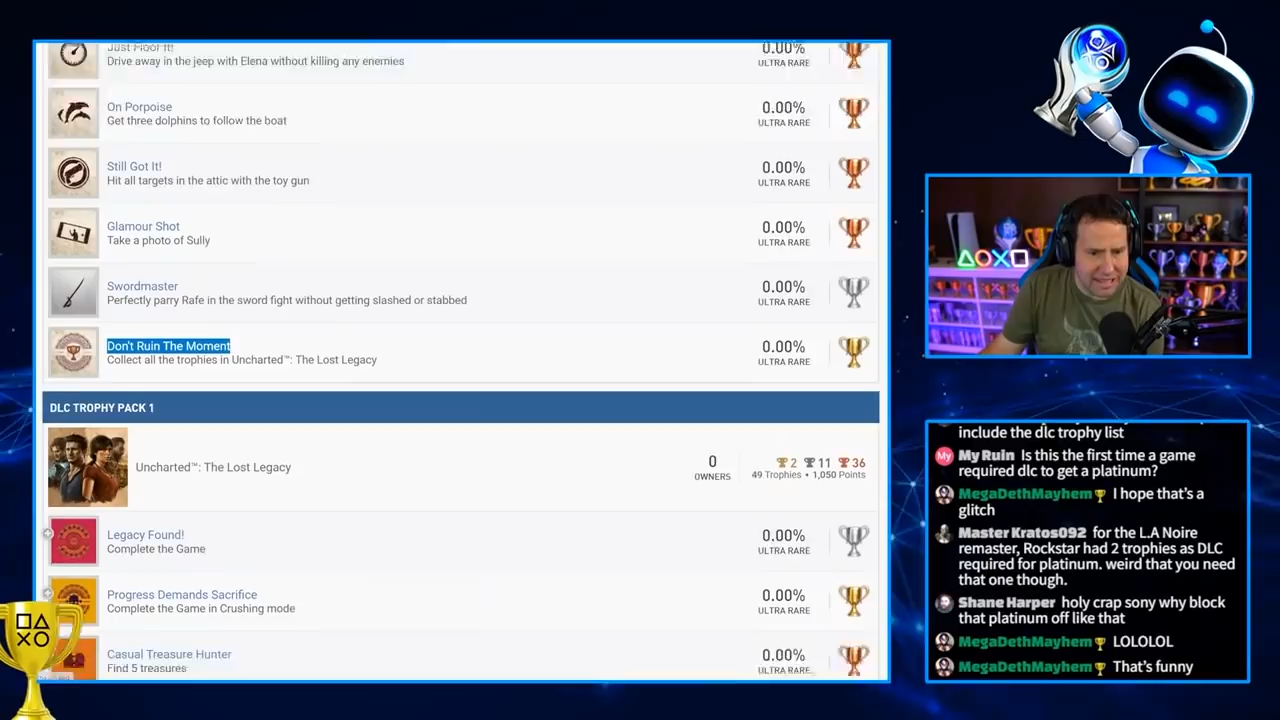 Just Floor It!
0.00%
Drive away in the jeep with Elena without killing any enemies
ULTRA RARE
On Porpoise
0.00%
Get three dolphins to follow the boat
ULTRA RARE
Still Got It!
0.00%
Hit all targets in the attic with the toy gun
ULTRA RARE
Glamour Shot
0.00%
Take a photo of Sully
ULTRA RARE
Swordmaster
0.00%
Perfectly parry Rafe in the sword fight without getting slashed or stabbed
ULTRA RARE
Don't Ruin The Moment
0.00%
Collect all the trophies in Uncharted™: The Lost Legacy
ULTRA RARE
DLC TROPHY PACK 1
Uncharted™: The Lost Legacy
0
OWNERS
2 11 36
49 Trophies • 1,050 Points
Legacy Found!
0.00%
Complete the Game
ULTRA RARE
Progress Demands Sacrifice
0.00%
Complete the Game in Crushing mode
ULTRA RARE
Casual Treasure Hunter
0.00%
Find 5 treasures
ULTRA RARE
include the dlc trophy list
My My Ruin Is this the first time a game
required dlc to get a platinum?
MegaDethMayhem I hope that's a
glitch
Master Kratos092 for the L.A Noire
remaster, Rockstar had 2 trophies as DLC
required for platinum. weird that you need
that one though.
Shane Harper holy crap sony why block
that platinum off like that
MegaDethMayhem LOLOLOL
MegaDethMayhem That's funny